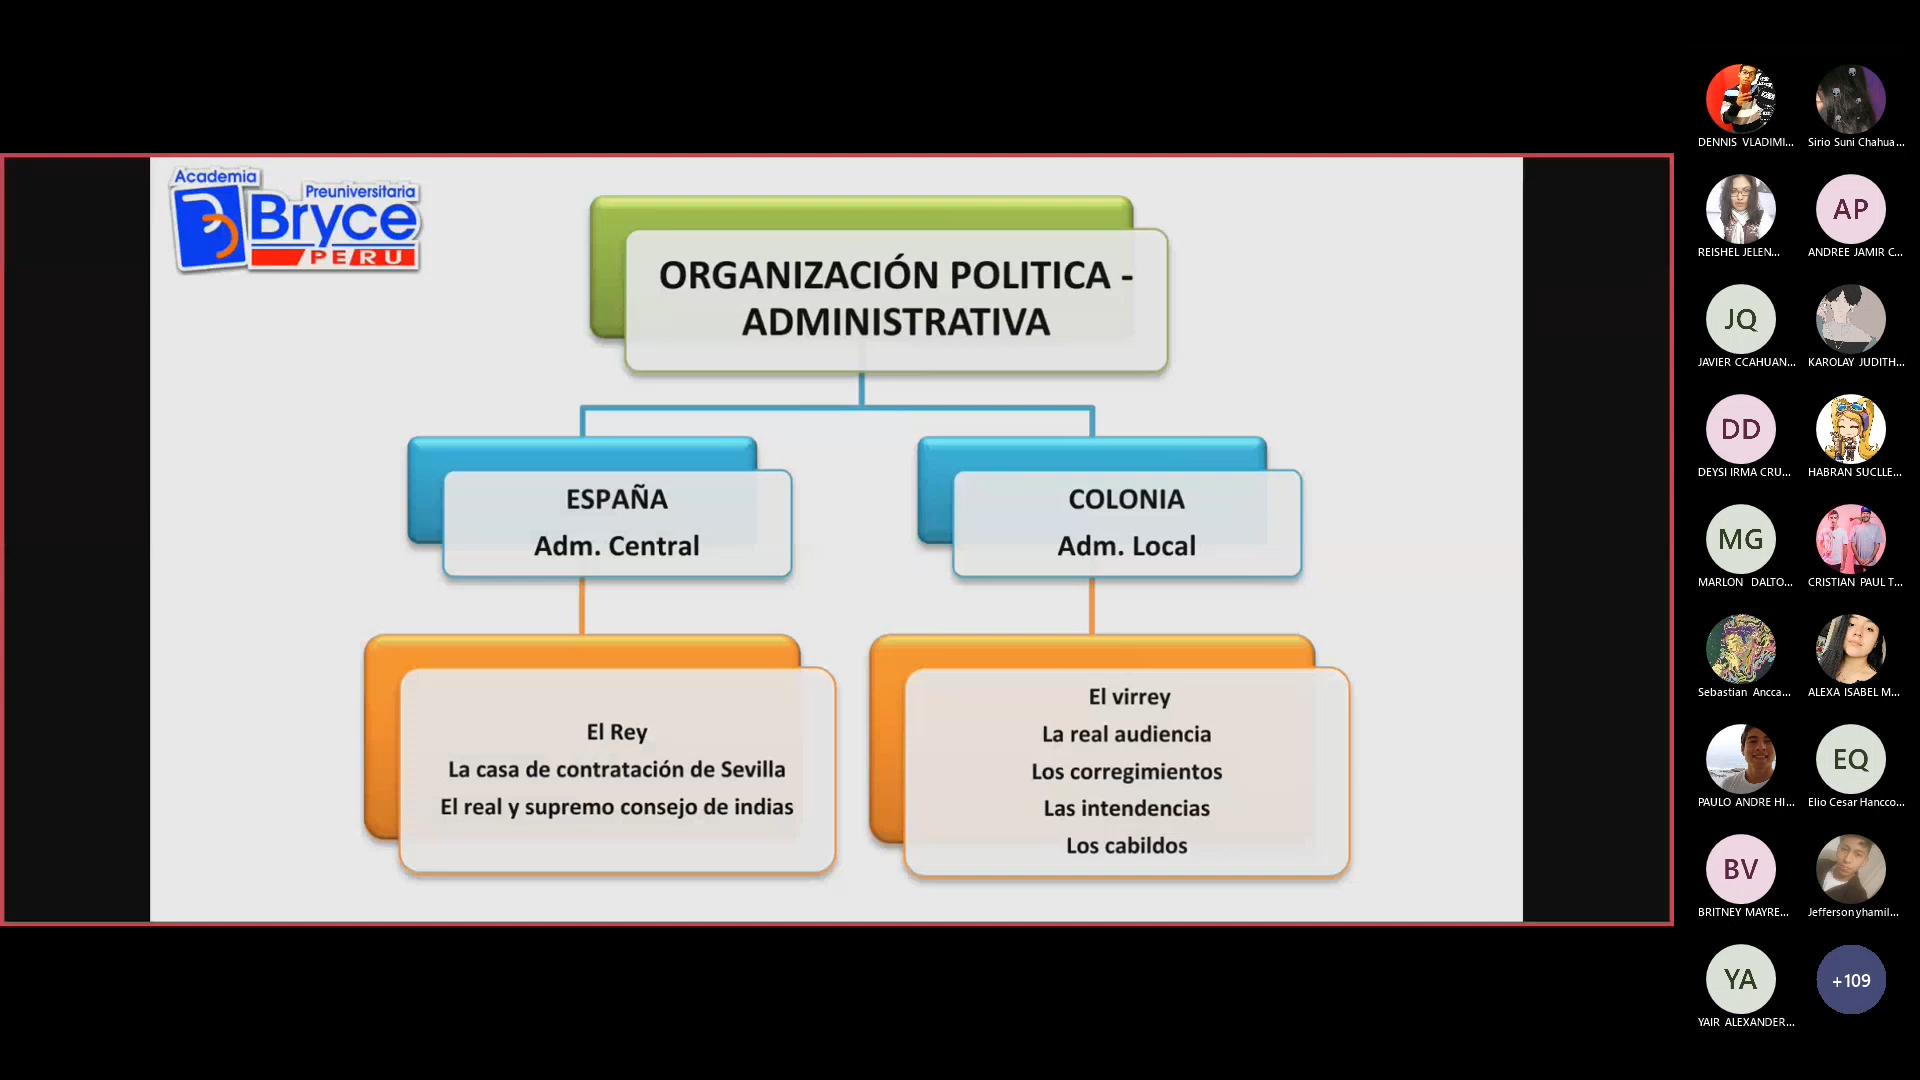 Academia
Preuniversitaria
Bryce
PERU
ORGANIZACIÓN POLITICA -
ADMINISTRATIVA
ESPAÑA
Adm. Central
COLONIA
Adm. Local
El Rey
La casa de contratación de Sevilla
El real y supremo consejo de indias
El virrey
La real audiencia
Los corregimientos
Las intendencias
Los cabildos
DENNIS VLADIMI...
Sirio Suni Chahua...
REISHEL JELEN...
AP
ANDREE JAMIR C...
JQ
JAVIER CCAHUAN...
KAROLAY JUDITH...
DD
DEYSI IRMA CRU...
HABRAN SUCLLE...
MG
MARLON DALTO...
CRISTIAN PAUL T...
Sebastian Ancca...
ALEXA ISABEL M...
PAULO ANDRE HI...
EQ
Elio Cesar Hancco...
BV
BRITNEY MAYRE...
Jefferson yhamil...
YA
YAIR ALEXANDER...
+109